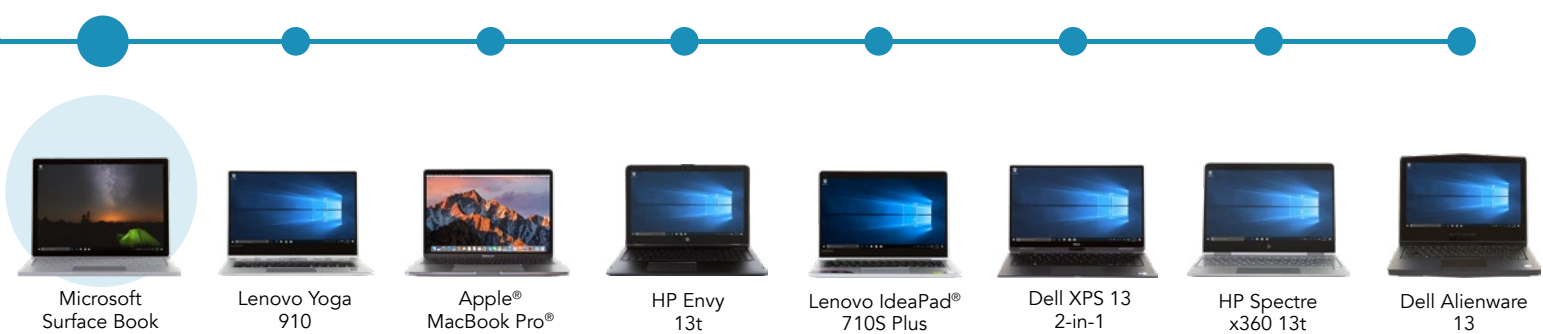 Microsoft
Surface Book
Lenovo Yoga
910
Apple®
MacBook Pro®
HP Envy
13t
Lenovo IdeaPad®
710S Plus
Dell XPS 13
2-in-1
HP Spectre
x360 13t
Dell Alienware
13